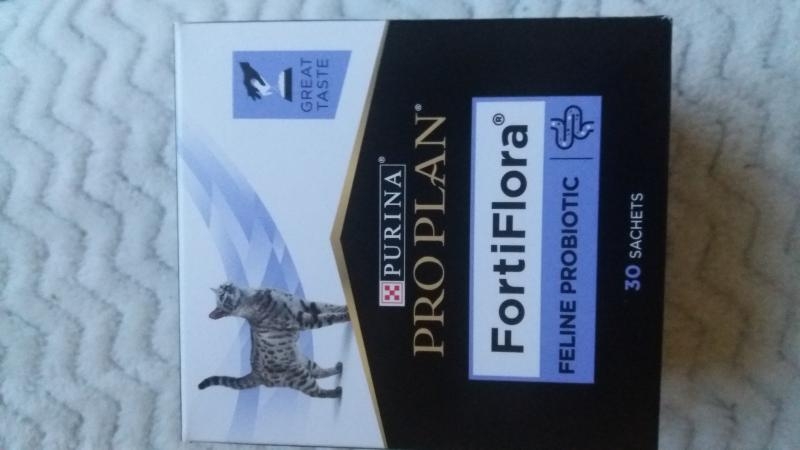 GREAT
TASTE
PURINA®
PRO PLAN®
FortiFlora®
FELINE PROBIOTIC
30 SACHETS